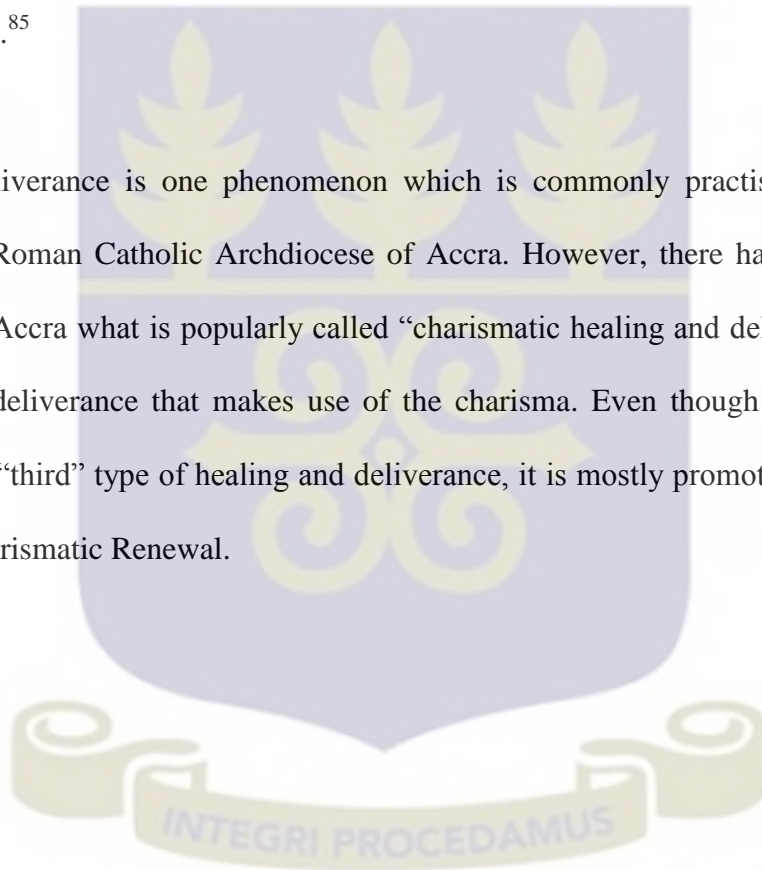 .85
liverance is one phenomenon which is commonly practis
Roman Catholic Archdiocese of Accra. However, there ha
Accra what is popularly called “charismatic healing and del
deliverance that makes use of the charisma. Even though
“third” type of healing and deliverance, it is mostly promot
rismatic Renewal.
INTEGRI PROCEDAMUS